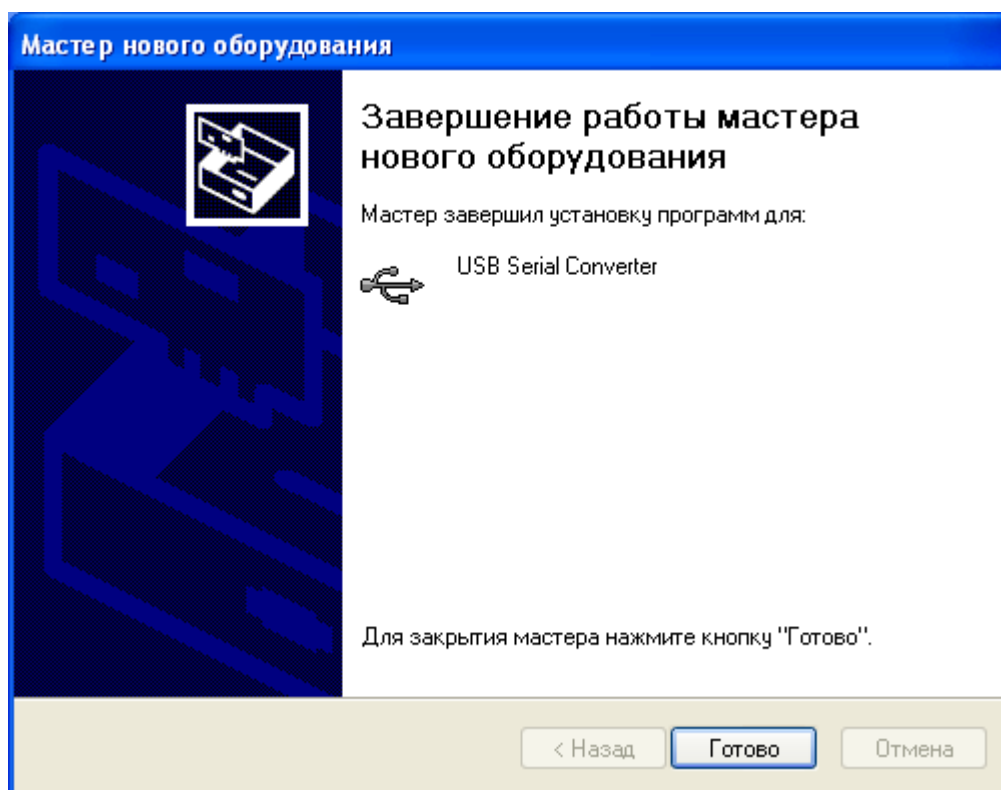 Мастер нового оборудования
Завершение работы мастера
нового оборудования
Мастер завершил установку программ для:
USB Serial Converter
Для закрытия мастера нажмите кнопку "Готово".
< Назад
Готово
Отмена